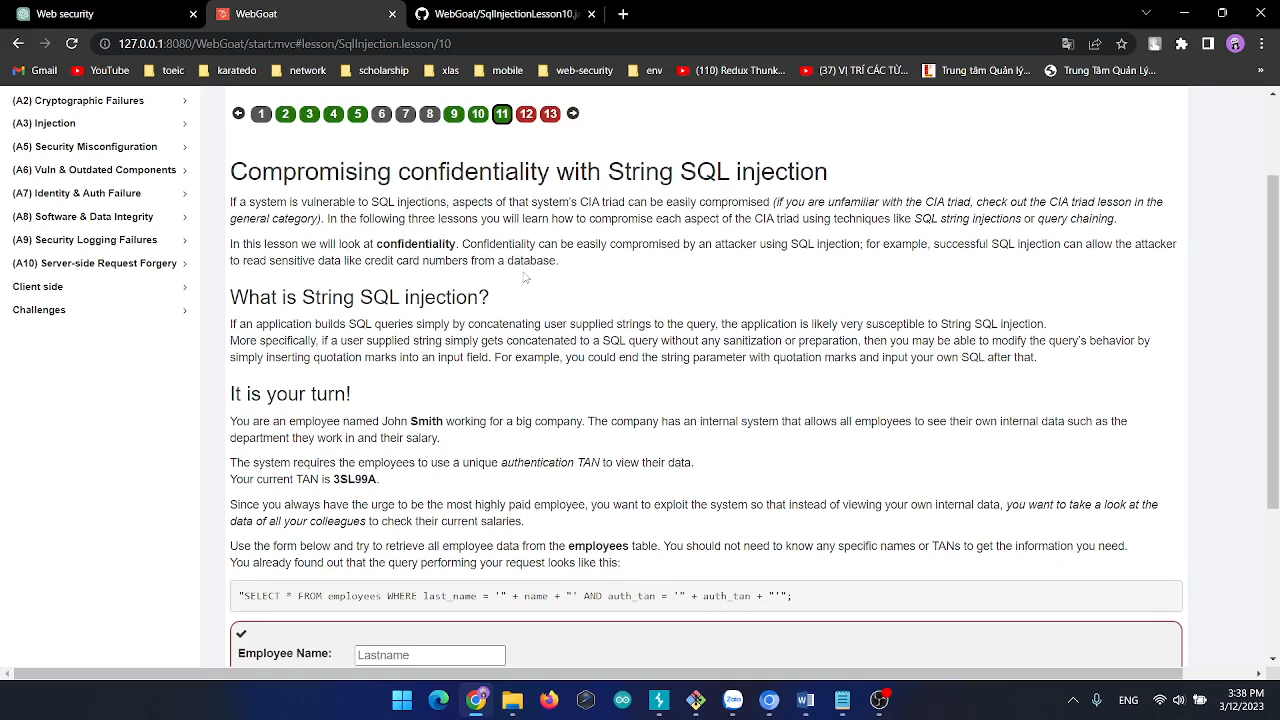 Web security
WebGoat
WebGoat/SqlInjectionLesson10.j
127.0.0.1:8080/WebGoat/start.mvc#lesson/SqlInjection.lesson/10
Gmail YouTube toeic karatedo network scholarship xlas mobile web-security env (110) Redux Thunk... (37) VỊ TRÍ CÁC TỪ... Trung tâm Quản lý... Trung Tâm Quản lý... »
(A2) Cryptographic Failures
(A3) Injection
(A5) Security Misconfiguration
(A6) Vuln & Outdated Components
(A7) Identity & Auth Failure
(A8) Software & Data Integrity
(A9) Security Logging Failures
(A10) Server-side Request Forgery
Client side
Challenges
1 2 3 4 5 6 7 8 9 10 11 12 13
Compromising confidentiality with String SQL injection
If a system is vulnerable to SQL injections, aspects of that system's CIA triad can be easily compromised (if you are unfamiliar with the CIA triad, check out the CIA triad lesson in the
general category). In the following three lessons you will learn how to compromise each aspect of the CIA triad using techniques like SQL string injections or query chaining.
In this lesson we will look at confidentiality. Confidentiality can be easily compromised by an attacker using SQL injection; for example, successful SQL injection can allow the attacker
to read sensitive data like credit card numbers from a database.
What is String SQL injection?
If an application builds SQL queries simply by concatenating user supplied strings to the query, the application is likely very susceptible to String SQL injection.
More specifically, if a user supplied string simply gets concatenated to a SQL query without any sanitization or preparation, then you may be able to modify the query's behavior by
simply inserting quotation marks into an input field. For example, you could end the string parameter with quotation marks and input your own SQL after that.
It is your turn!
You are an employee named John Smith working for a big company. The company has an internal system that allows all employees to see their own internal data such as the
department they work in and their salary.
The system requires the employees to use a unique authentication TAN to view their data.
Your current TAN is 3SL99A.
Since you always have the urge to be the most highly paid employee, you want to exploit the system so that instead of viewing your own internal data, you want to take a look at the
data of all your colleagues to check their current salaries.
Use the form below and try to retrieve all employee data from the employees table. You should not need to know any specific names or TANs to get the information you need.
You already found out that the query performing your request looks like this:
"SELECT * FROM employees WHERE last_name = '" + name + "' AND auth_tan = '" + auth_tan + "'";
Employee Name: Lastname
Zalo
ENG
3:38 PM
3/12/2023